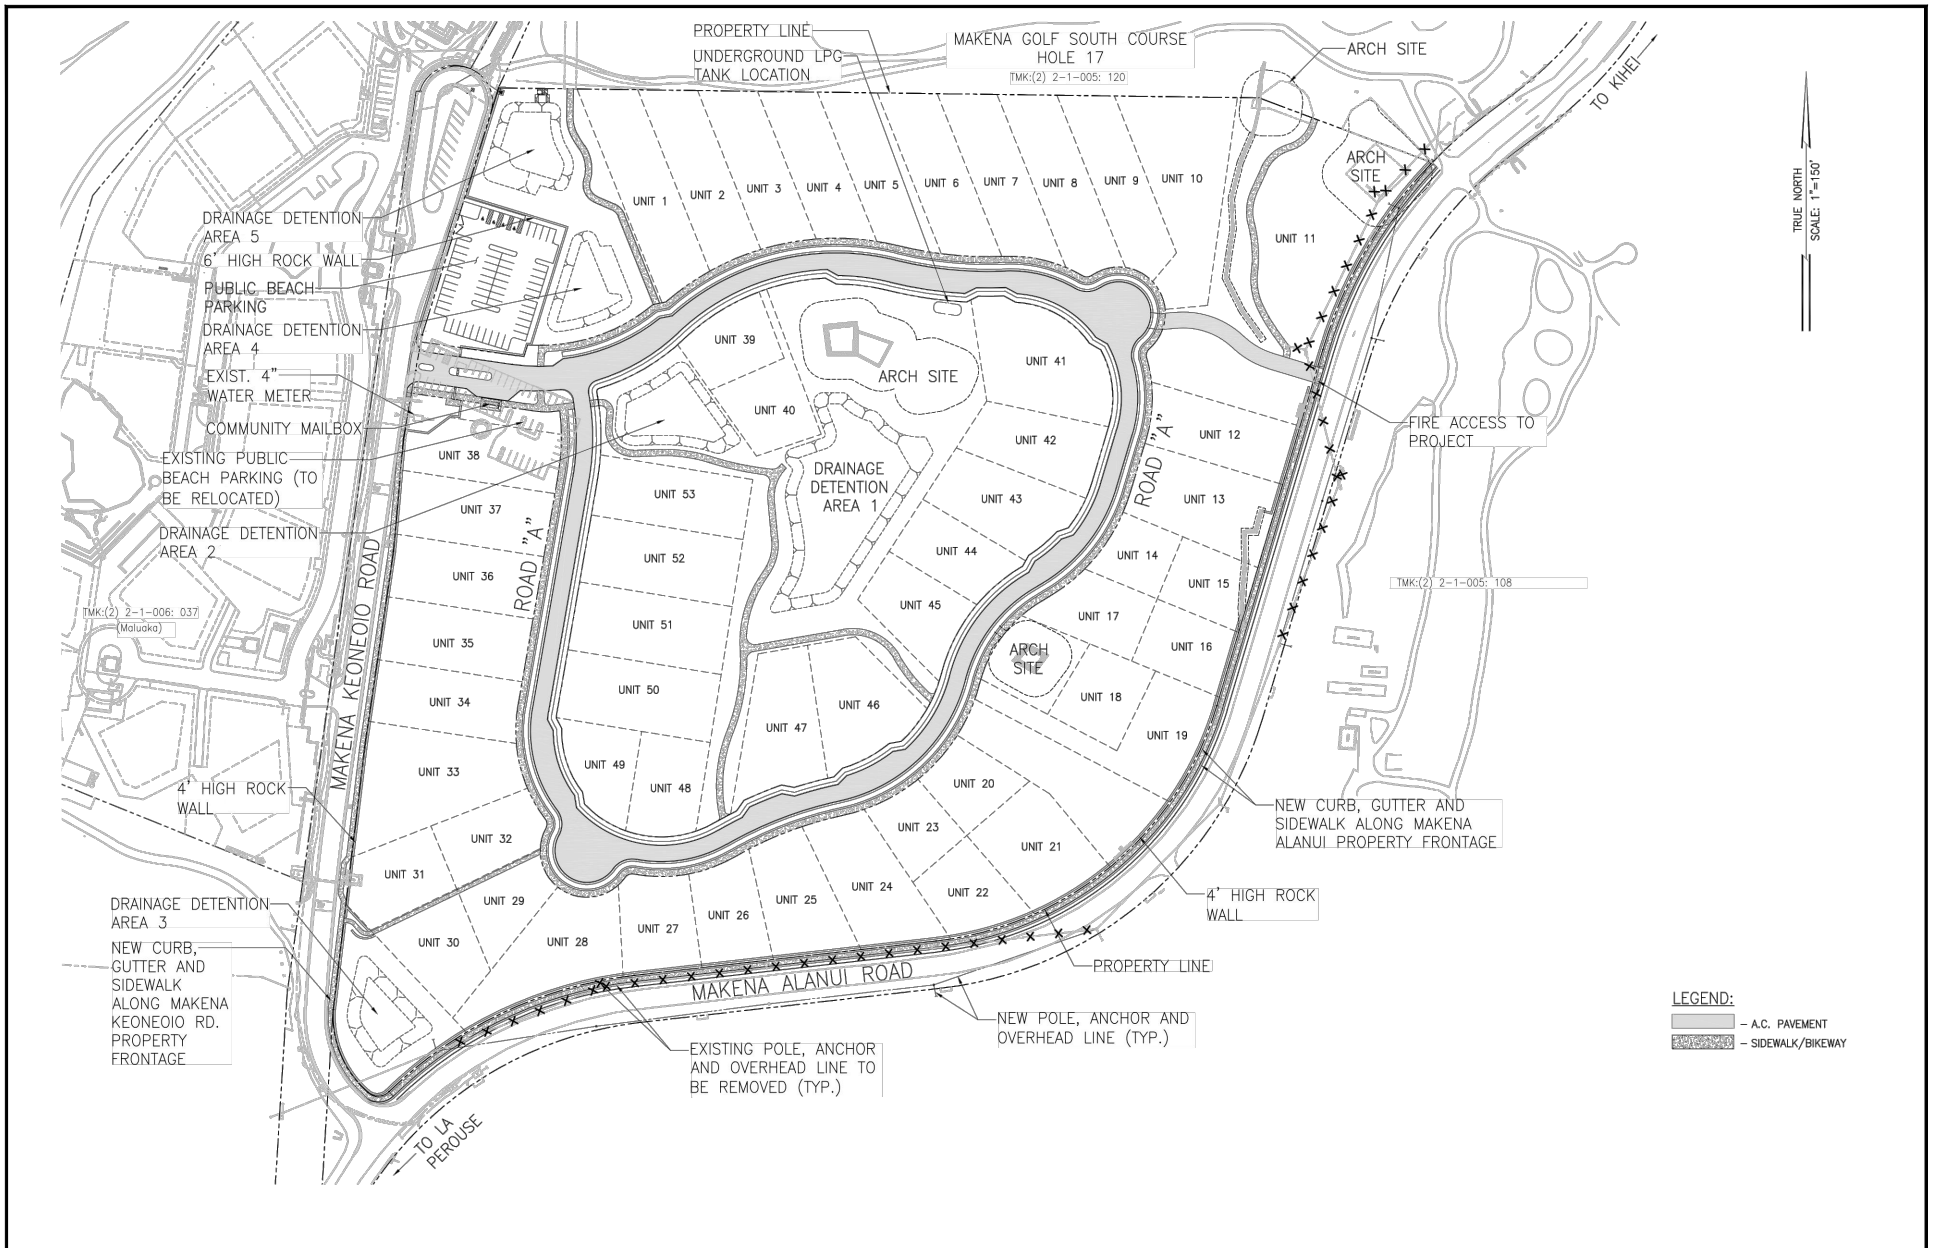 PROPERTY LINE
UNDERGROUND LPG
TANK LOCATION
MAKENA GOLF SOUTH COURSE
HOLE 17
TMK:(2) 2-1-005: 120
ARCH SITE
TO KIHEI
TRUE NORTH
SCALE: 1"=150'
ARCH
SITE
DRAINAGE DETENTION
AREA 5
6' HIGH ROCK WALL
PUBLIC BEACH
PARKING
DRAINAGE DETENTION
AREA 4
EXIST. 4"
WATER METER
COMMUNITY MAILBOX
EXISTING PUBLIC
BEACH PARKING (TO
BE RELOCATED)
DRAINAGE DETENTION
AREA 2
TMK:(2) 2-1-006: 037
(Maluaka)
MAKENA KEONEOIO ROAD
4' HIGH ROCK
WALL
DRAINAGE DETENTION
AREA 3
NEW CURB,
GUTTER AND
SIDEWALK
ALONG MAKENA
KEONEOIO RD.
PROPERTY
FRONTAGE
UNIT 1
UNIT 2
UNIT 3
UNIT 4
UNIT 5
UNIT 6
UNIT 7
UNIT 8
UNIT 9
UNIT 10
UNIT 11
UNIT 39
UNIT 40
ARCH SITE
UNIT 41
UNIT 42
UNIT 43
UNIT 44
UNIT 45
DRAINAGE
DETENTION
AREA 1
ROAD "A"
UNIT 12
UNIT 13
UNIT 14
UNIT 15
UNIT 17
UNIT 16
UNIT 18
UNIT 19
ARCH
SITE
FIRE ACCESS TO
PROJECT
TMK:(2) 2-1-005: 108
UNIT 38
UNIT 37
UNIT 36
UNIT 35
UNIT 34
UNIT 33
UNIT 32
UNIT 31
ROAD "A"
UNIT 53
UNIT 52
UNIT 51
UNIT 50
UNIT 49
UNIT 48
UNIT 47
UNIT 46
UNIT 20
UNIT 23
UNIT 21
UNIT 22
UNIT 24
UNIT 25
UNIT 26
UNIT 27
UNIT 28
UNIT 29
UNIT 30
NEW CURB, GUTTER AND
SIDEWALK ALONG MAKENA
ALANUI PROPERTY FRONTAGE
4' HIGH ROCK
WALL
PROPERTY LINE
MAKENA ALANUI ROAD
NEW POLE, ANCHOR AND
OVERHEAD LINE (TYP.)
EXISTING POLE, ANCHOR
AND OVERHEAD LINE TO
BE REMOVED (TYP.)
TO LA
PEROUSE
LEGEND:
- A.C. PAVEMENT
- SIDEWALK/BIKEWAY